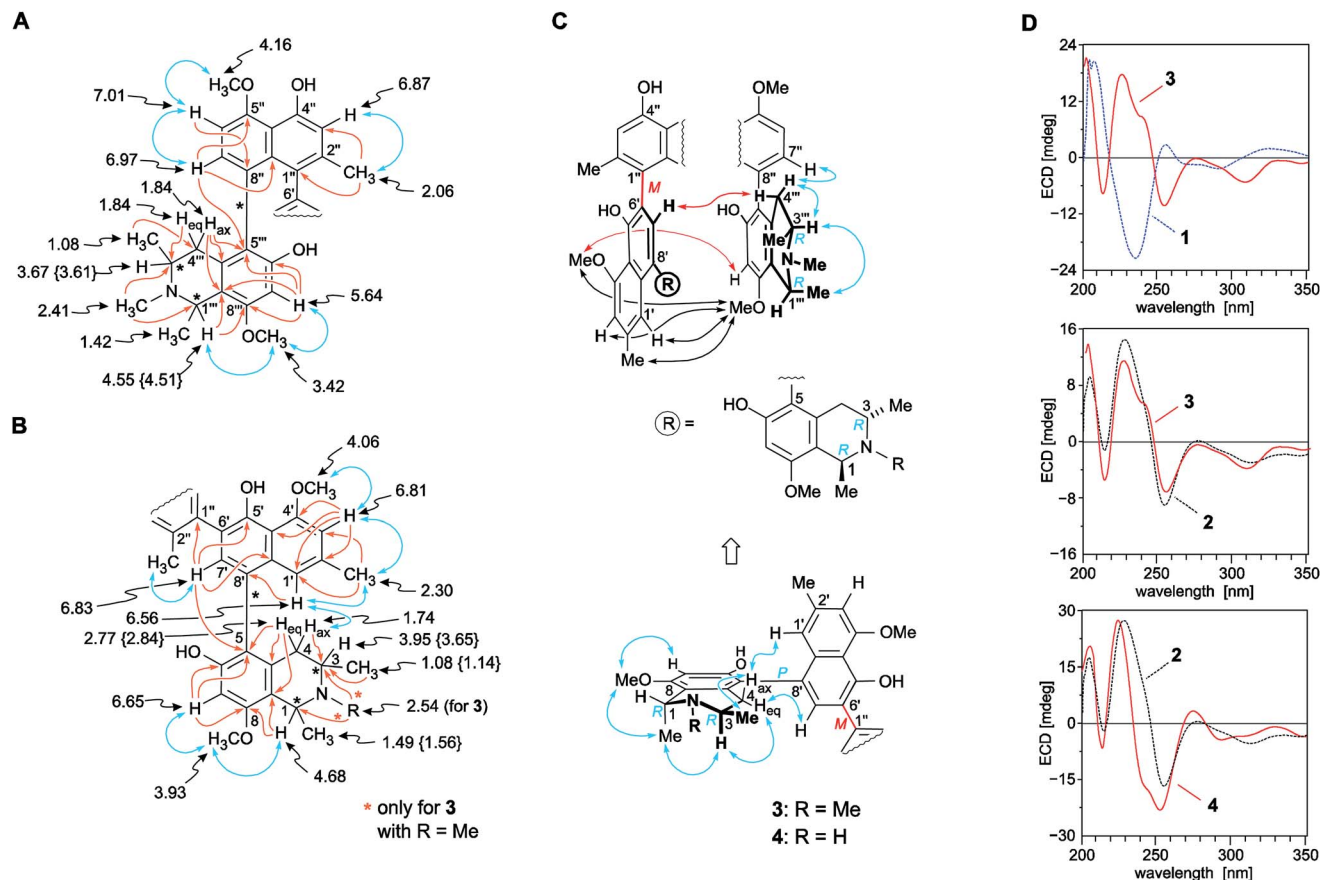 A
4.16
H₃CO
OH
6.87
7.01
H
5''
4''
H
6.97
H
2''
8''
1''
CH₃
1.84
6'
2.06
1.84
*
H_eq
H_ax
1.08
H₃C
5'''
OH
3.67 {3.61}
H
*
4'''
H₃C
N
*
1'''
8'''
H
5.64
2.41
1.42
H₃C
H
OCH₃
4.55 {4.51}
3.42
B
4.06
OH
OCH₃
6.81
1''
5'
4'
H
6'
2''
H₃C
7'
H
8'
1'
CH₃
6.83
2.30
6.56
H
*
1.74
2.77 {2.84}
H_eq
H_ax
5
4
H
3.95 {3.65}
HO
*
3
CH₃
1.08 {1.14}
6.65
H
N
*
R
2.54 (for 3)
8
*
1
*
H₃CO
H
CH₃
1.49 {1.56}
3.93
4.68
* only for 3
with R = Me
C
OH
4''
OMe
Me
1''
7''
H
M
8''
H
6'
H
H
4'''
HO
HO
3'''
H
MeO
8'
Me
R
R
H
N
Me
R
1'
MeO
Me
H
H
H
1'''
Me
R =
5
HO
3
Me
R
R
N
R
1
OMe
Me
Me
2'
H
1'
H
OMe
H
O
H
P
MeO
8
H_ax
8'
OH
H
4
H_eq
R
1
N
R
3
Me
6'
R
H
M
1''
Me
H
3: R = Me
4: R = H
D
ECD [mdeg]
24
12
0
−12
−24
3
1
200
250
300
350
wavelength [nm]
ECD [mdeg]
16
8
0
−8
−16
3
2
200
250
300
350
wavelength [nm]
ECD [mdeg]
30
15
0
−15
−30
2
4
200
250
300
350
wavelength [nm]